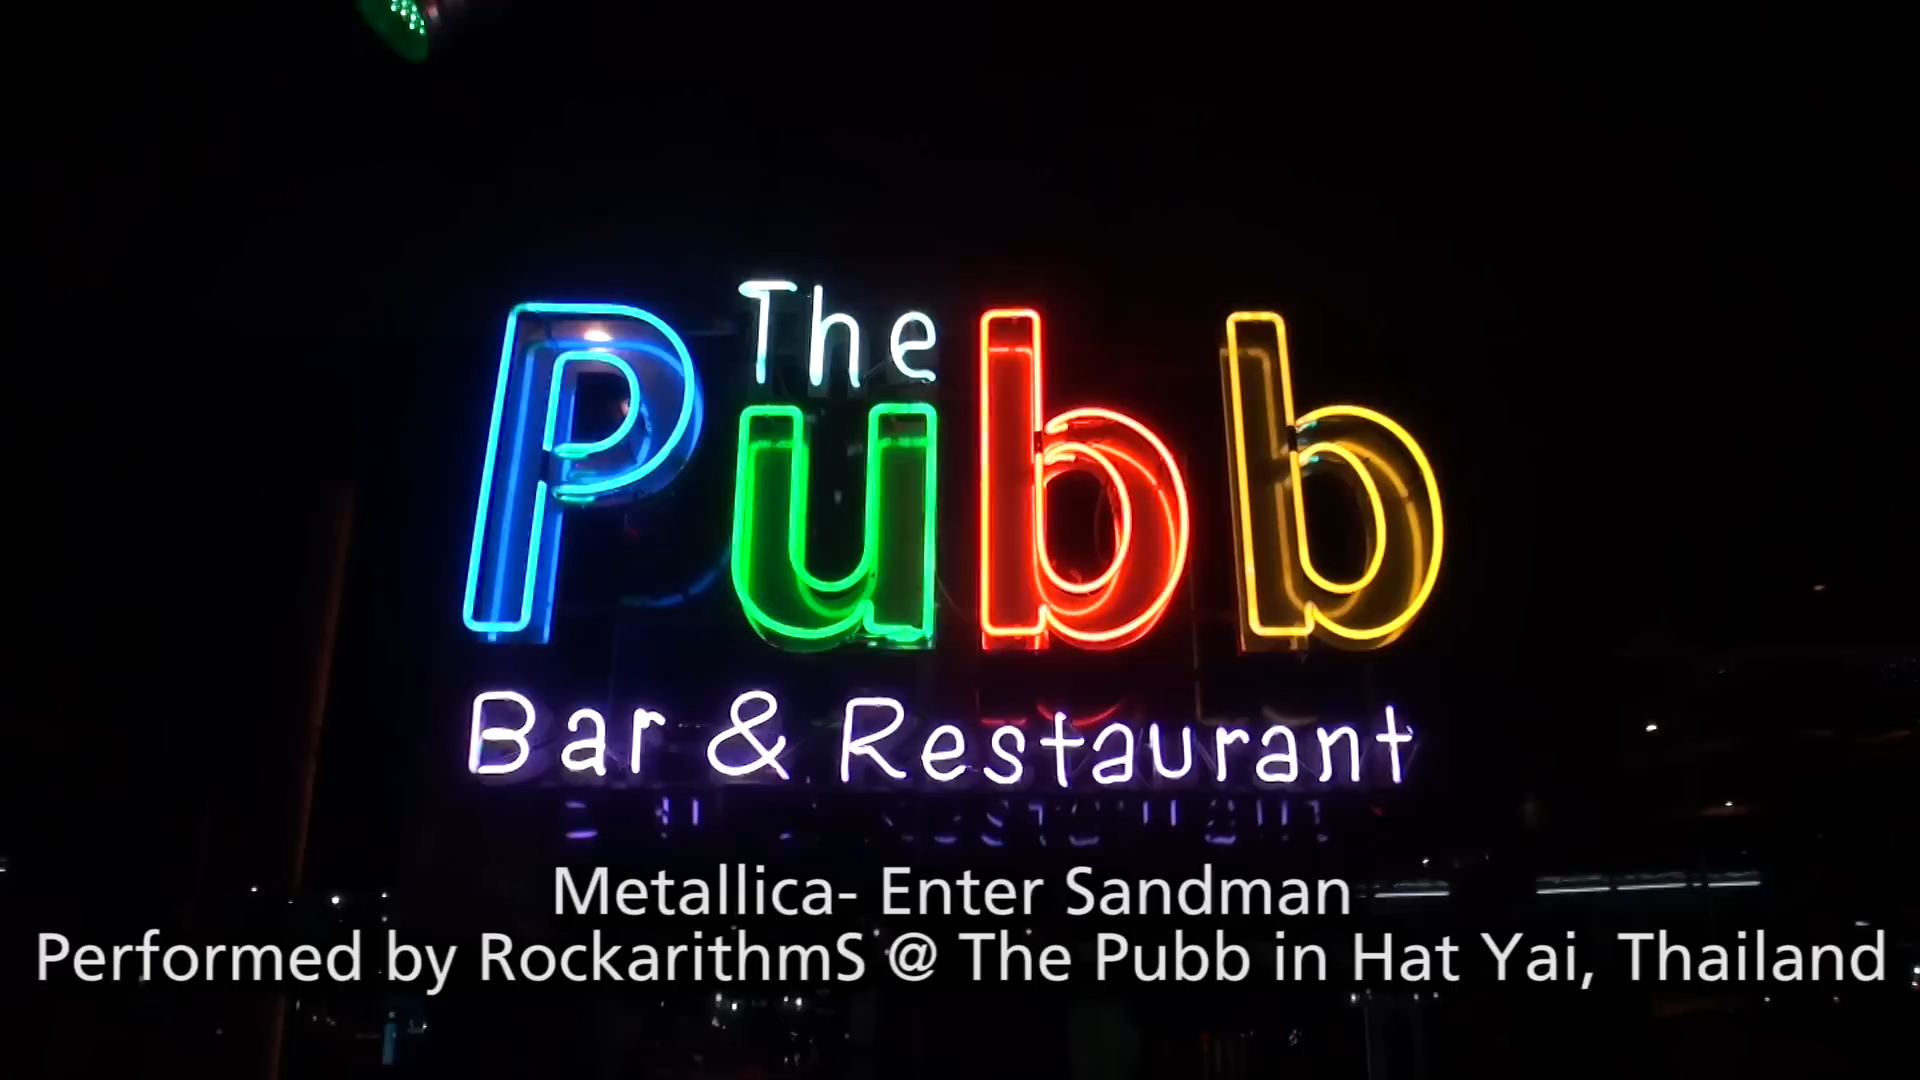 The
Pubb
Bar & Restaurant
Metallica- Enter Sandman
Performed by RockarithmS @ The Pubb in Hat Yai, Thailand